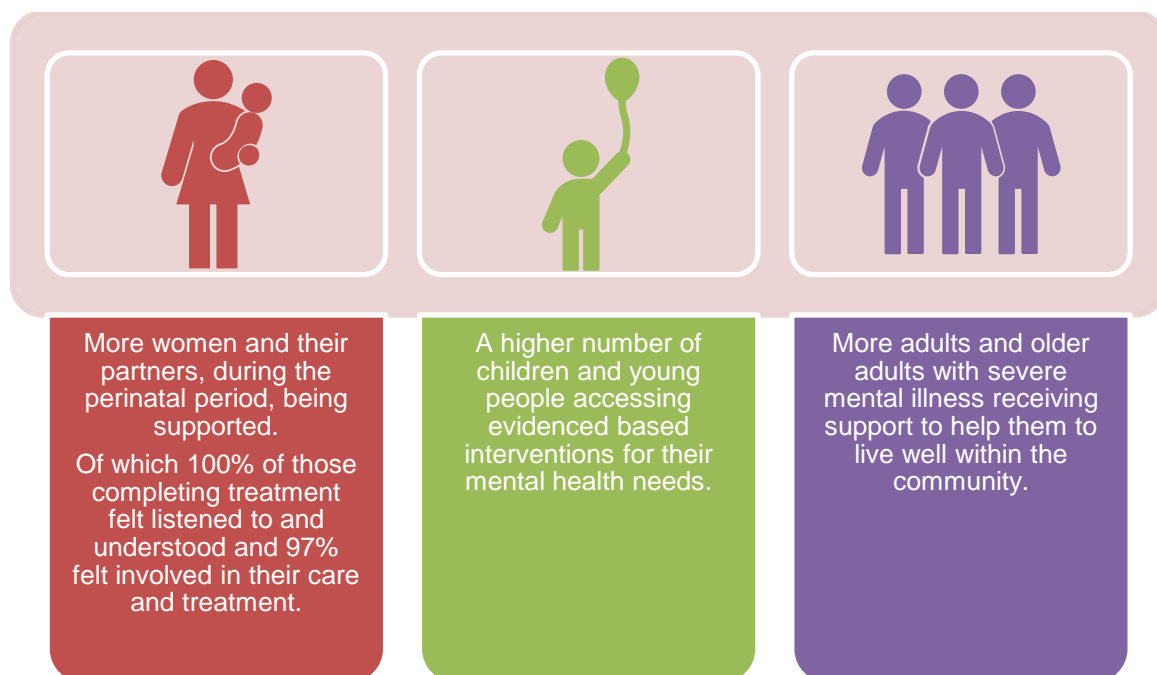 More women and their
partners, during the
perinatal period, being
supported.
Of which 100% of those
completing treatment
felt listened to and
understood and 97%
felt involved in their care
and treatment.
A higher number of
children and young
people accessing
evidenced based
interventions for their
mental health needs.
More adults and older
adults with severe
mental illness receiving
support to help them to
live well within the
community.